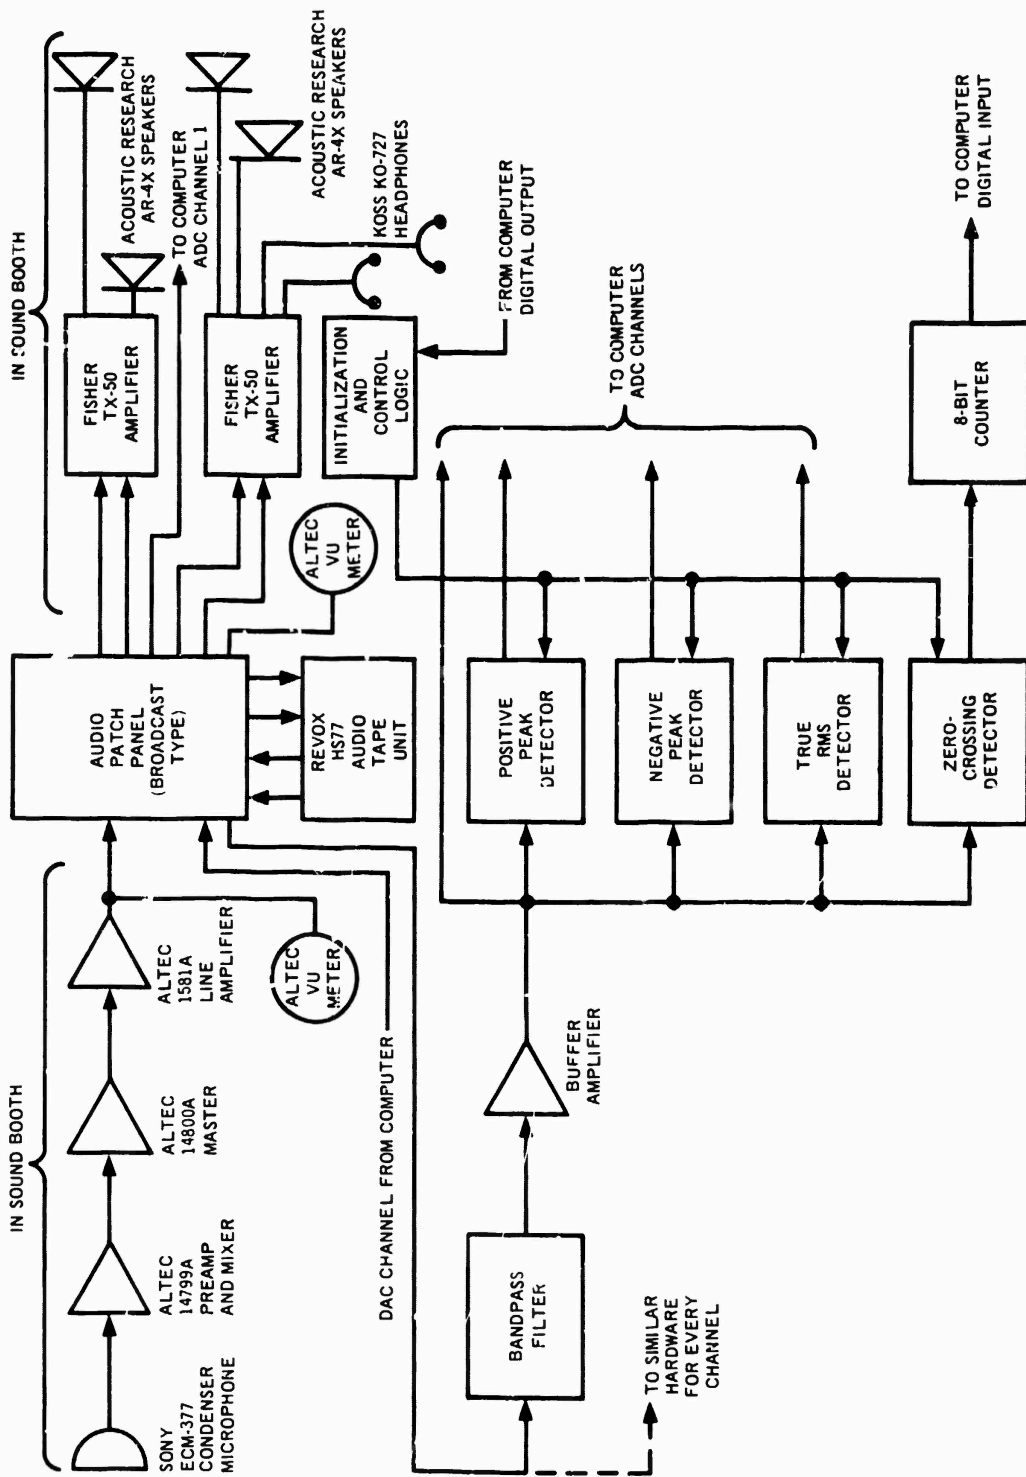 IN SOUND BOOTH
SONY
ECM-377
CONDENSER
MICROPHONE
ALTEC
14799A
PREAMP
AND MIXER
ALTEC
14800A
MASTER
ALTEC
1581A
LINE
AMPLIFIER
ALTEC
VU
METER
AUDIO
PATCH
PANEL
(BROADCAST
TYPE)
REVOX
HS77
AUDIO
TAPE
UNIT
ALTEC
VU
METER
IN SOUND BOOTH
FISHER
TX-50
AMPLIFIER
ACOUSTIC RESEARCH
AR-4X SPEAKERS
TO COMPUTER
ADC CHANNEL 1
FISHER
TX-50
AMPLIFIER
ACOUSTIC RESEARCH
AR-4X SPEAKERS
KOSS KO-727
HEADPHONES
INITIALIZATION
AND
CONTROL
LOGIC
FROM COMPUTER
DIGITAL OUTPUT
DAC CHANNEL FROM COMPUTER
BANDPASS
FILTER
TO SIMILAR
HARDWARE
FOR EVERY
CHANNEL
BUFFER
AMPLIFIER
POSITIVE
PEAK
DETECTOR
NEGATIVE
PEAK
DETECTOR
TRUE
RMS
DETECTOR
ZERO-
CROSSING
DETECTOR
TO COMPUTER
ADC CHANNELS
8-BIT
COUNTER
TO COMPUTER
DIGITAL INPUT